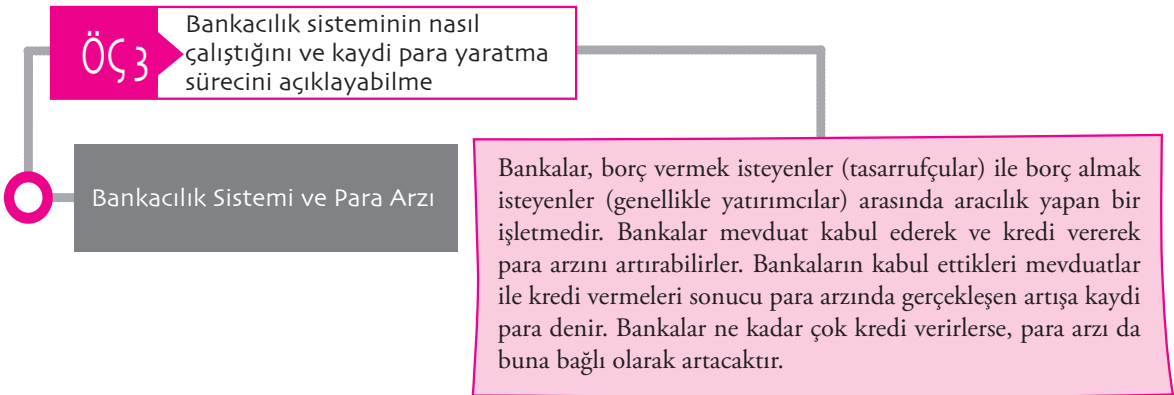 ÖÇ 3
Bankacılık sisteminin nasıl
çalıştığını ve kaydi para yaratma
sürecini açıklayabilme
Bankacılık Sistemi ve Para Arzı
Bankalar, borç vermek isteyenler (tasarrufçular) ile borç almak
isteyenler (genellikle yatırımcılar) arasında aracılık yapan bir
işletmedir. Bankalar mevduat kabul ederek ve kredi vererek
para arzını artırabilirler. Bankaların kabul ettikleri mevduatlar
ile kredi vermeleri sonucu para arzında gerçekleşen artışa kaydi
para denir. Bankalar ne kadar çok kredi verirlerse, para arzı da
buna bağlı olarak artacaktır.